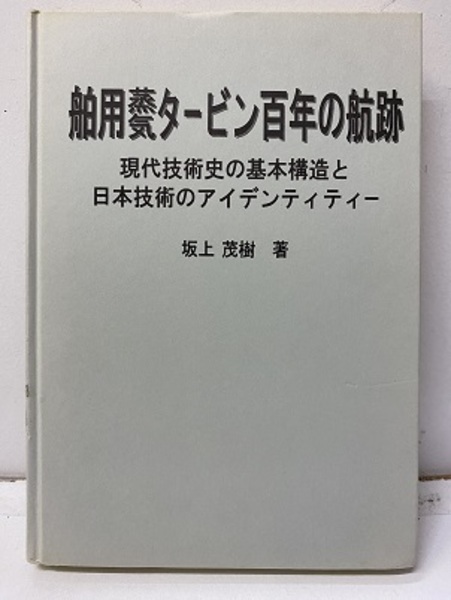 舶用蒸気タービン百年の航跡
現代技術史の基本構造と
日本技術のアイデンティティー
坂上 茂樹 著